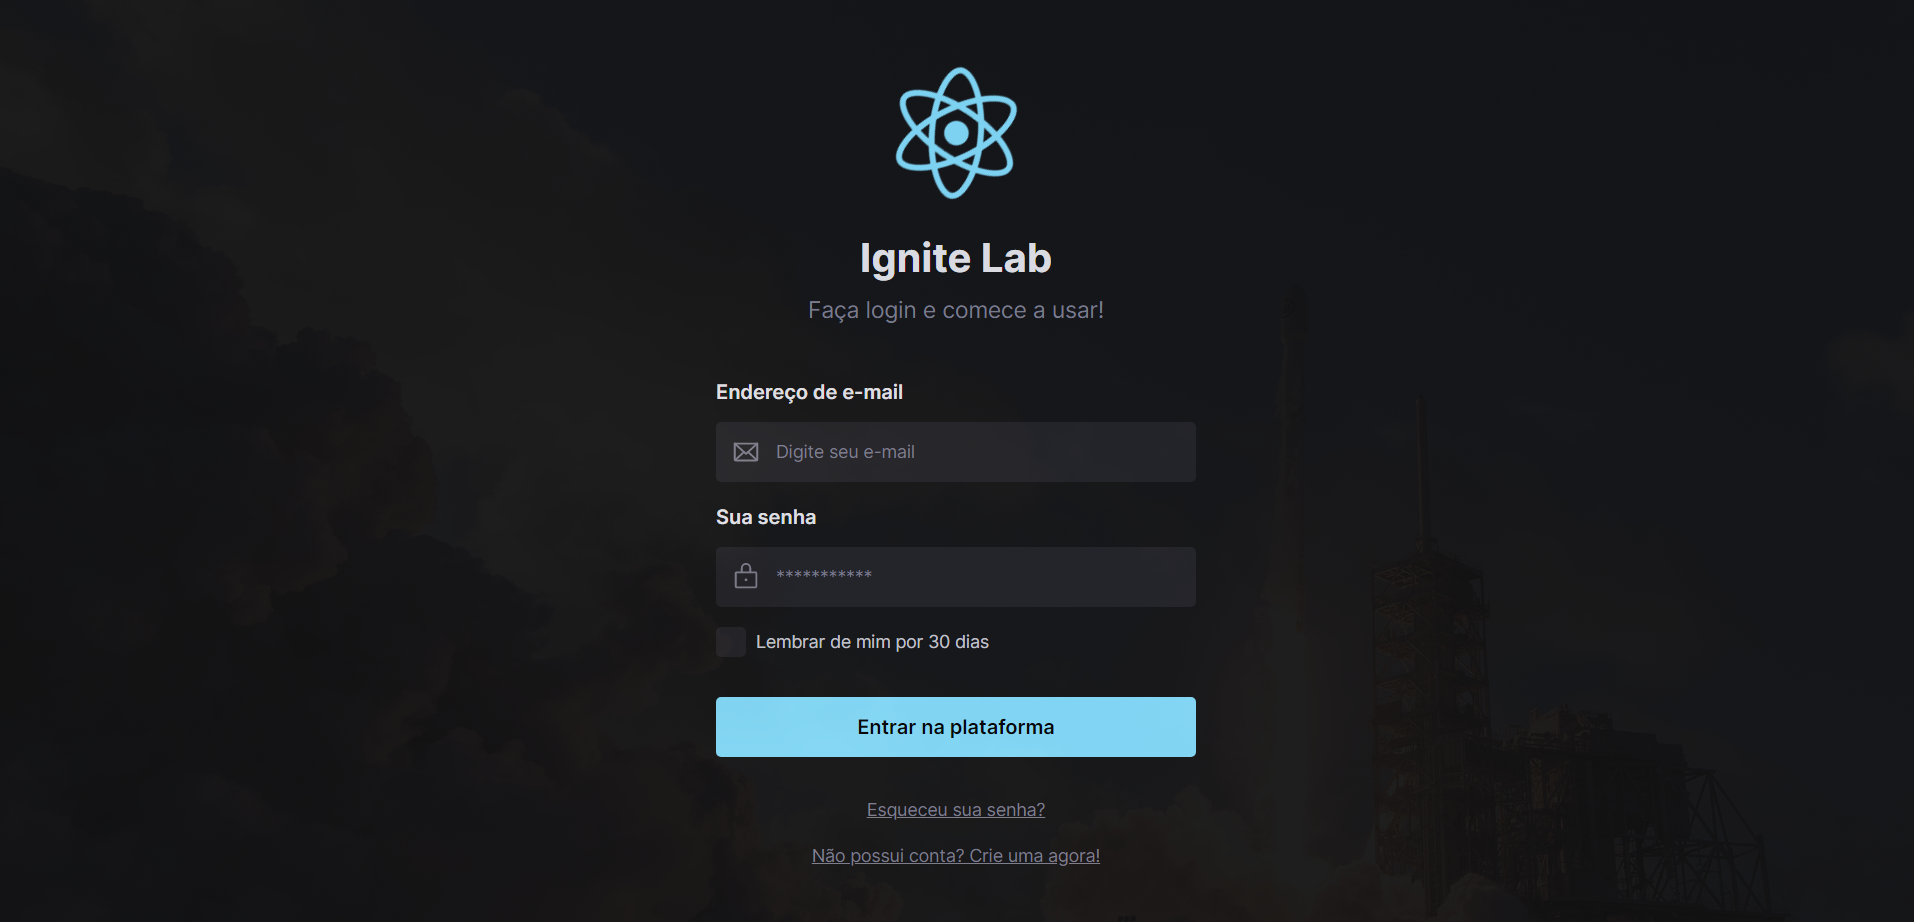 Ignite Lab
Faça login e comece a usar!
Endereço de e-mail
Digite seu e-mail
Sua senha
***********
Lembrar de mim por 30 dias
Entrar na plataforma
Esqueceu sua senha?
Não possui conta? Crie uma agora!